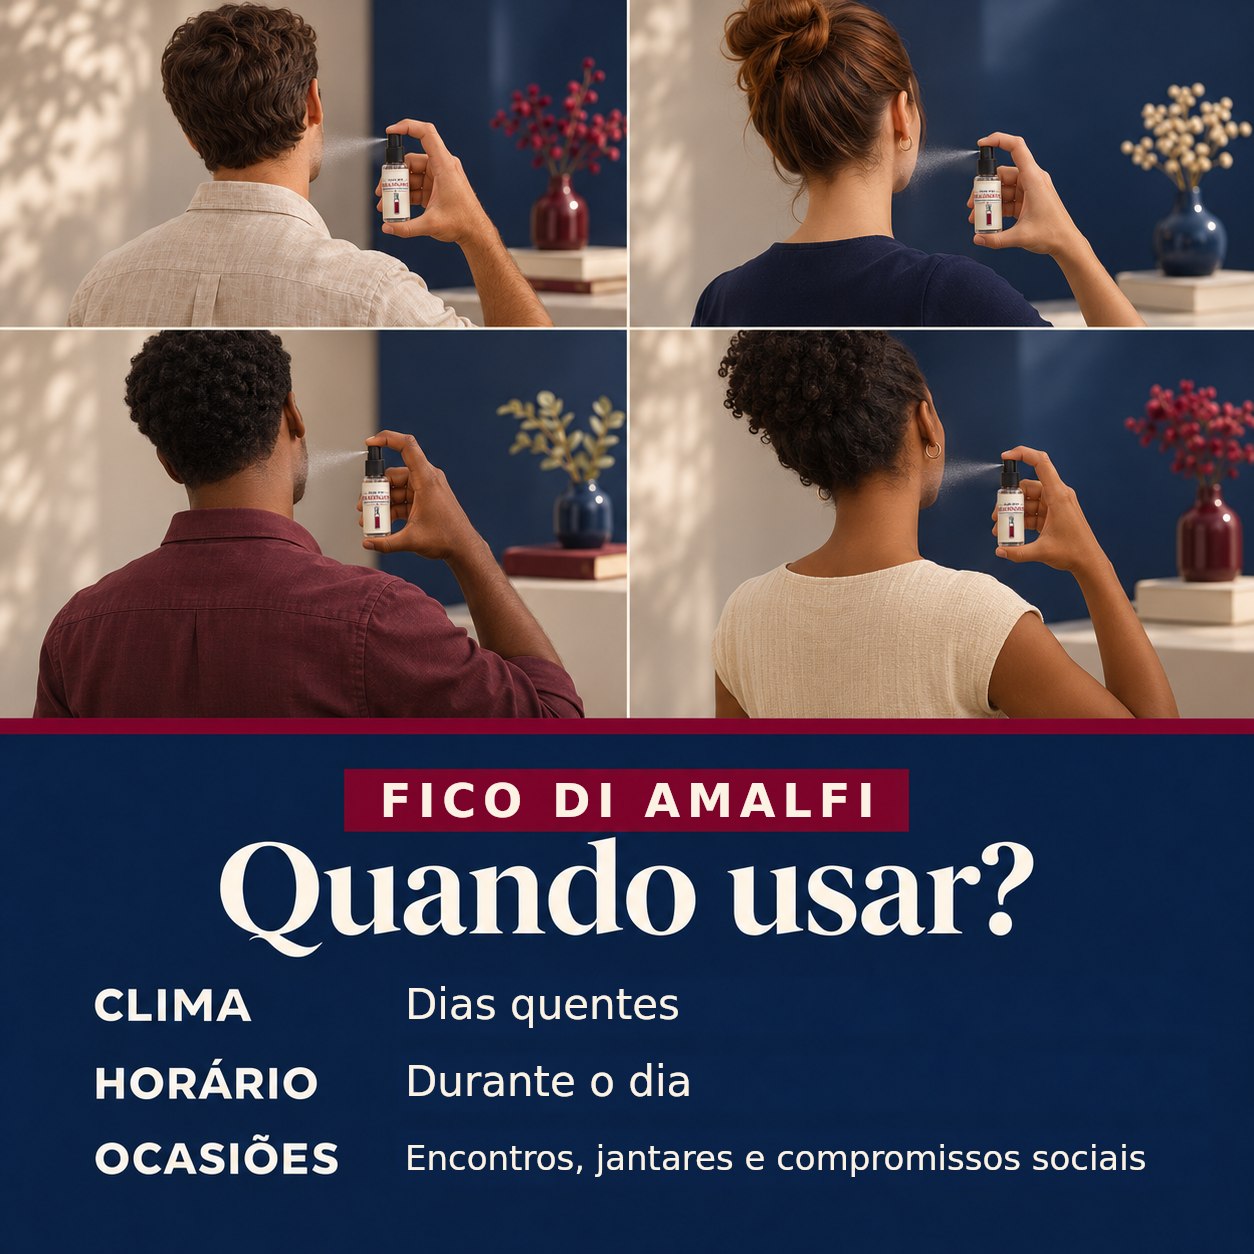 FICO DI AMALFI
Quando usar?
CLIMA Dias quentes
HORÁRIO Durante o dia
OCASIÕES Encontros, jantares e compromissos sociais